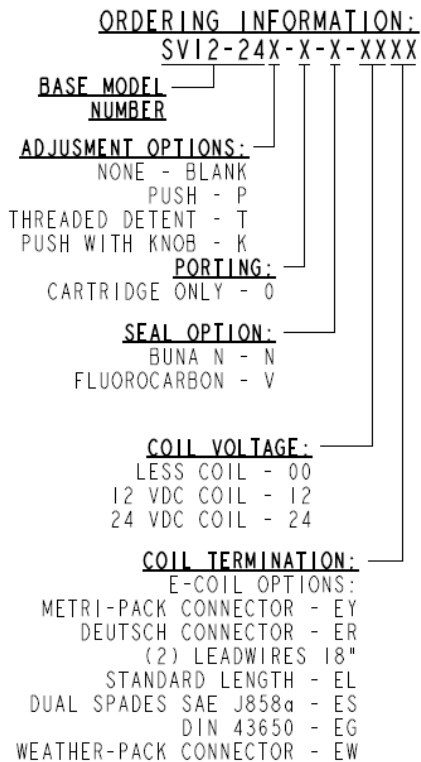 ORDERING INFORMATION:
SV12-24X-X-X-XXXX
BASE MODEL
NUMBER
ADJUSMENT OPTIONS:
NONE - BLANK
PUSH - P
THREADED DETENT - T
PUSH WITH KNOB - K
PORTING:
CARTRIDGE ONLY - 0
SEAL OPTION:
BUNA N - N
FLUOROCARBON - V
COIL VOLTAGE:
LESS COIL - 00
12 VDC COIL - 12
24 VDC COIL - 24
COIL TERMINATION:
E-COIL OPTIONS:
METRI-PACK CONNECTOR - EY
DEUTSCH CONNECTOR - ER
(2) LEADWIRES 18"
STANDARD LENGTH - EL
DUAL SPADES SAE J858a - ES
DIN 43650 - EG
WEATHER-PACK CONNECTOR - EW